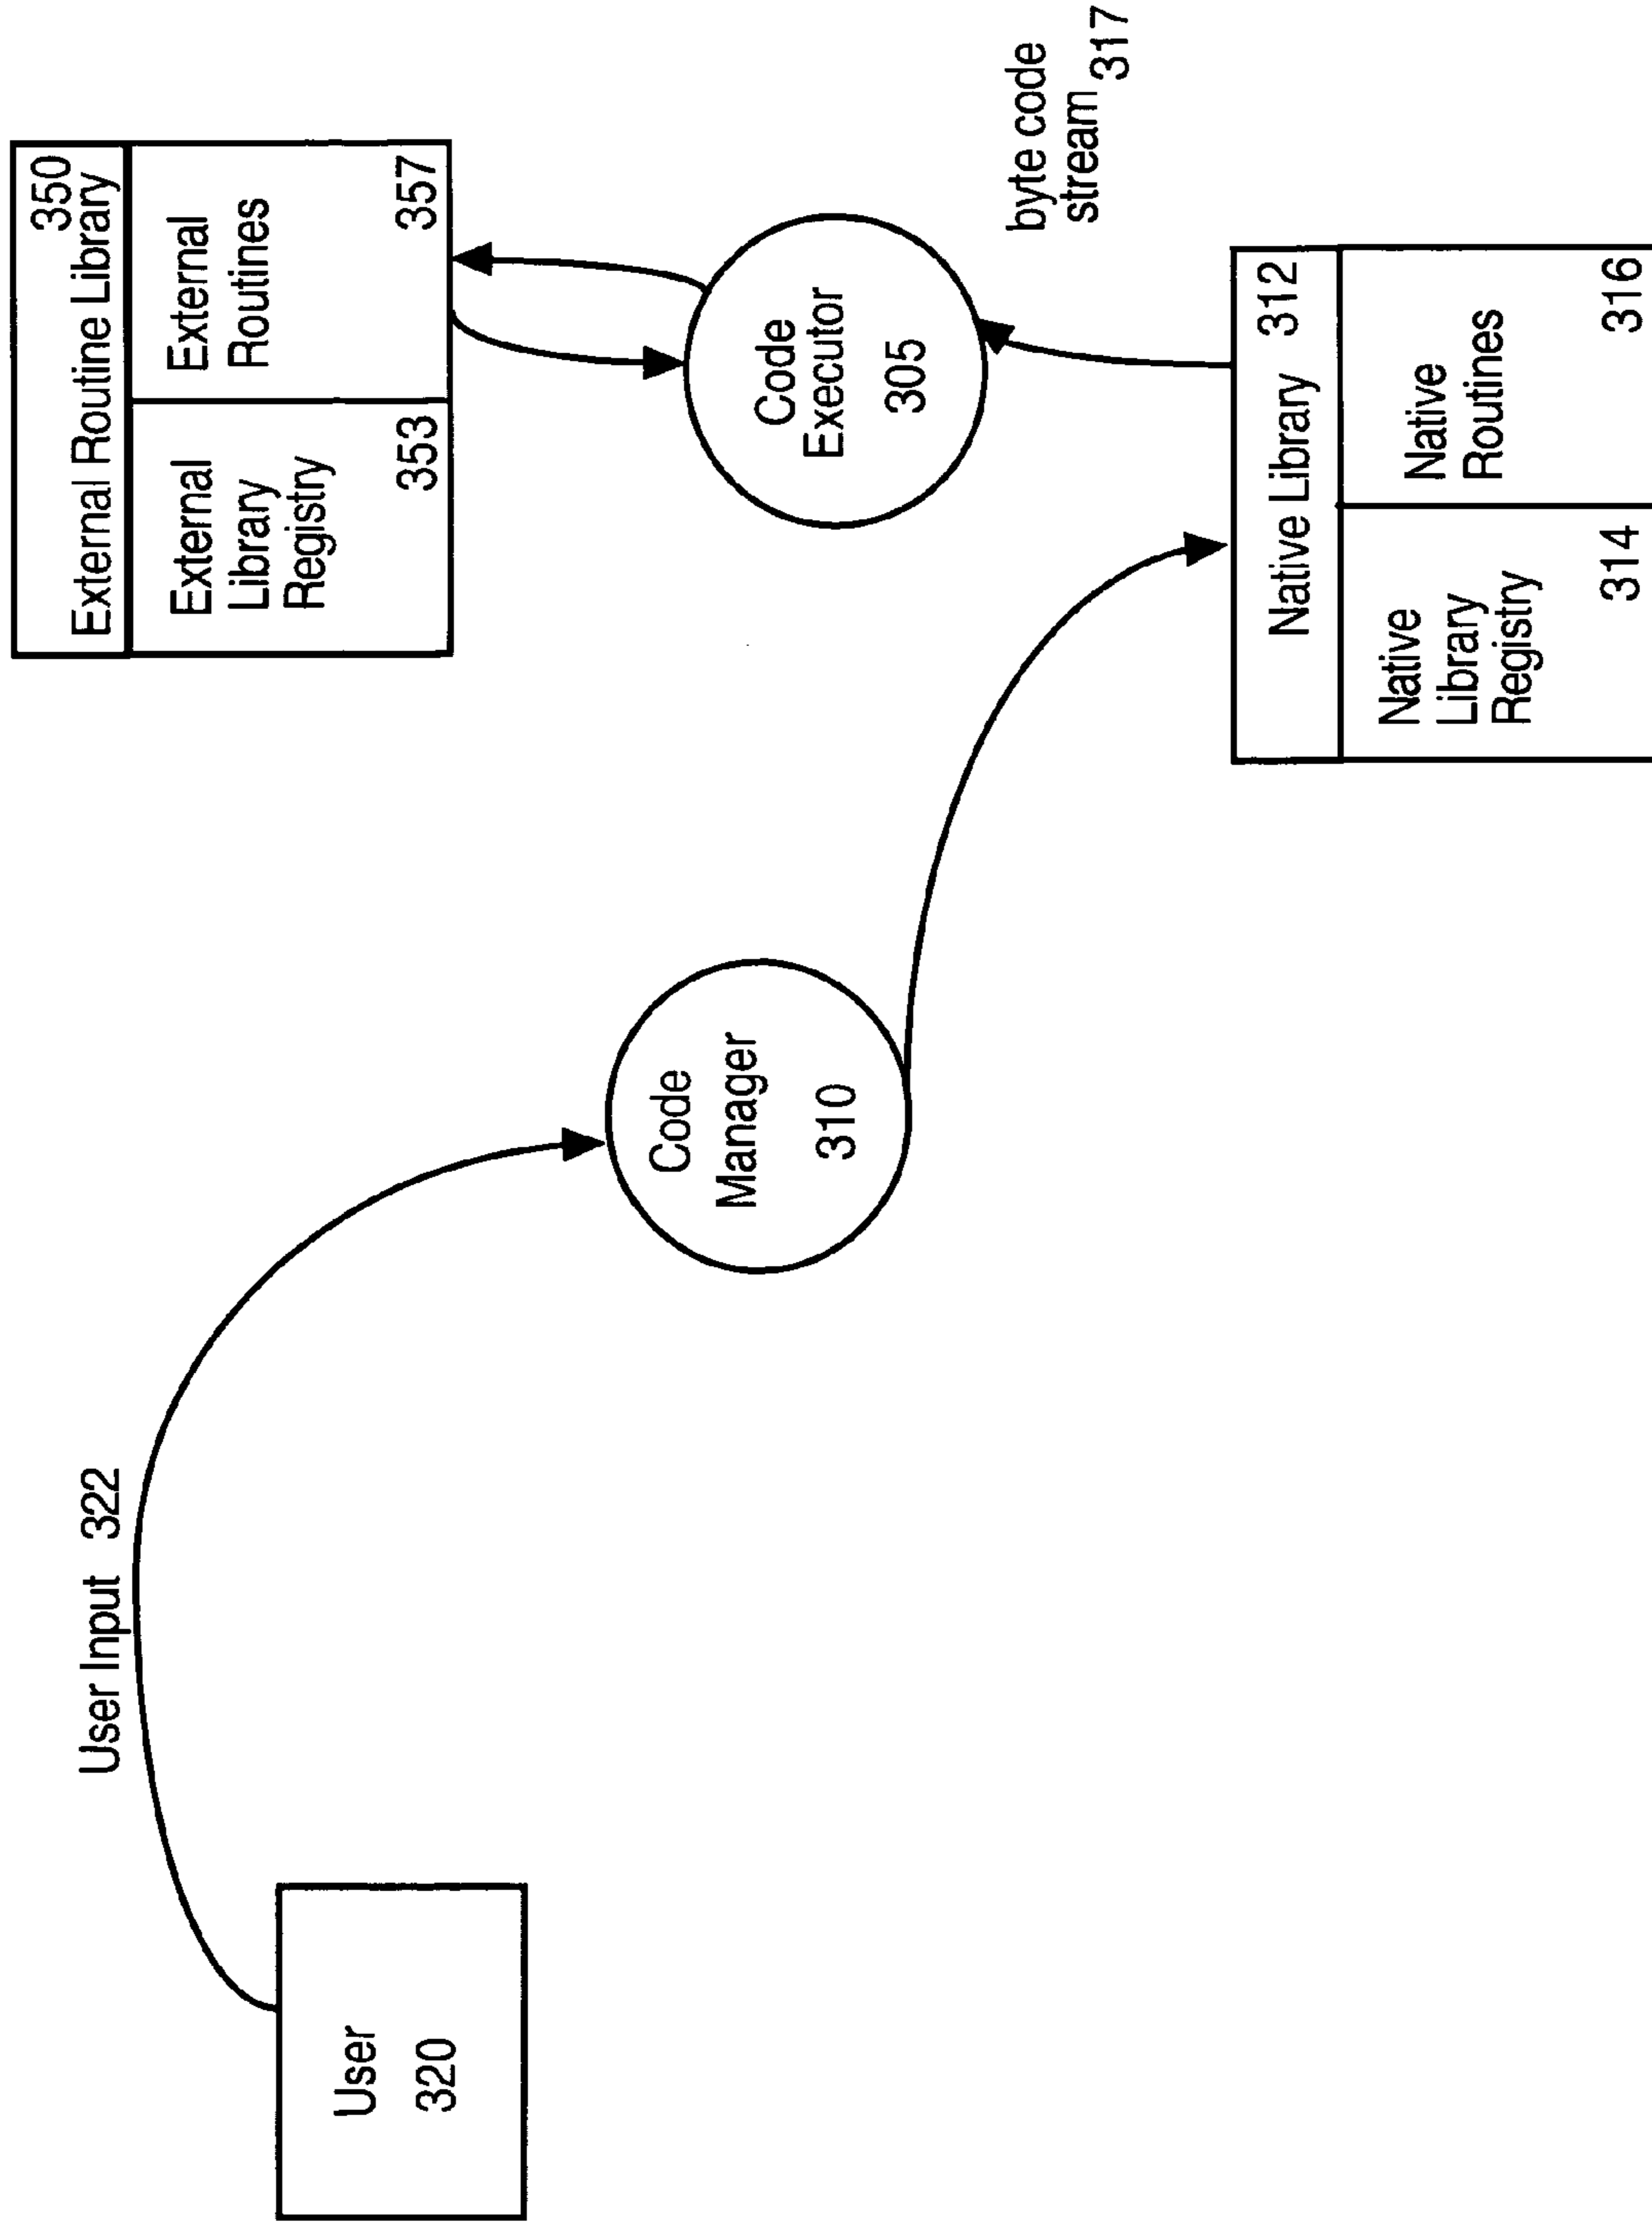 User Input 322
User
320
Code
Manager
310
350
External Routine Library
External
Library
Registry
353
External
Routines
357
Code
Executor
305
byte code
stream 317
Native Library 312
Native
Library
Registry
314
Native
Routines
316